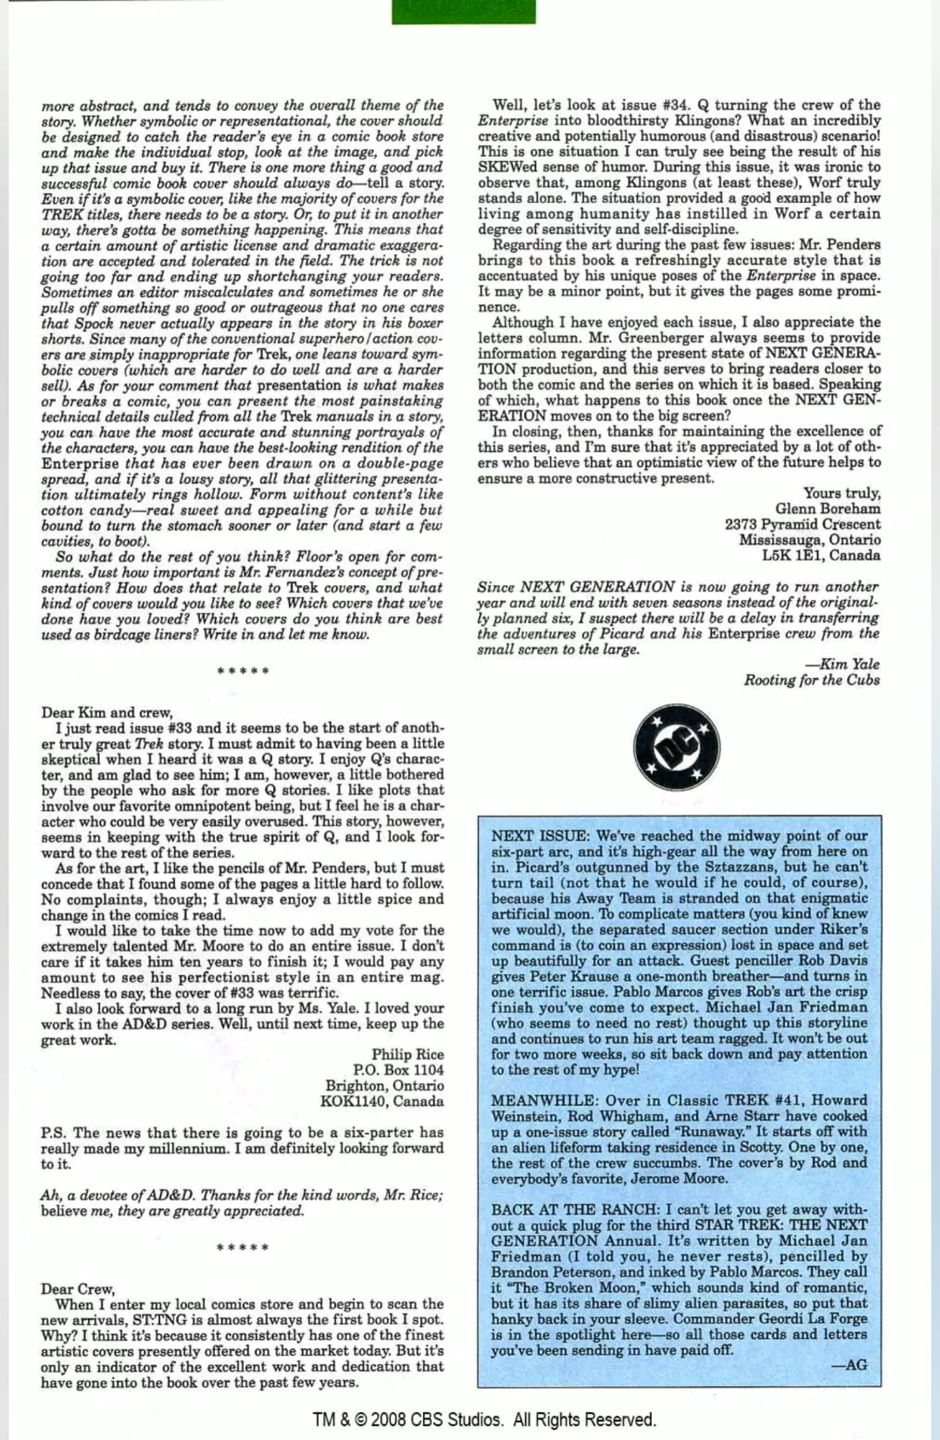 more abstract, and tends to convey the overall theme of the
story. Whether symbolic or representational, the cover should
be designed to catch the reader's eye in a comic book store
and make the individual stop, look at the image, and pick
up that issue and buy it. There is one more thing a good and
successful comic book cover should always do—tell a story.
Even if it's a symbolic cover, like the majority of covers for the
TREK titles, there needs to be a story. Or, to put it in another
way, there's gotta be something happening. This means that
a certain amount of artistic license and dramatic exaggera-
tion are accepted and tolerated in the field. The trick is not
going too far and ending up shortchanging your readers.
Sometimes an editor miscalculates and sometimes he or she
pulls off something so good or outrageous that no one cares
that Spock never actually appears in the story in his boxer
shorts. Since many of the conventional superhero/action cov-
ers are simply inappropriate for Trek, one leans toward sym-
bolic covers (which are harder to do well and are a harder
sell). As for your comment that presentation is what makes
or breaks a comic, you can present the most painstaking
technical details culled from all the Trek manuals in a story,
you can have the most accurate and stunning portrayals of
the characters, you can have the best-looking rendition of the
Enterprise that has ever been drawn on a double-page
spread, and if it's a lousy story, all that glittering presenta-
tion ultimately rings hollow. Form without content's like
cotton candy—real sweet and appealing for a while but
bound to turn the stomach sooner or later (and start a few
cavities, to boot).
So what do the rest of you think? Floor's open for com-
ments. Just how important is Mr. Fernandez's concept of pre-
sentation? How does that relate to Trek covers, and what
kind of covers would you like to see? Which covers that we've
done have you loved? Which covers do you think are best
used as birdcage liners? Write in and let me know.
* * * * *
Dear Kim and crew,
I just read issue #33 and it seems to be the start of anoth-
er truly great Trek story. I must admit to having been a little
skeptical when I heard it was a Q story. I enjoy Q's charac-
ter, and am glad to see him; I am, however, a little bothered
by the people who ask for more Q stories. I like plots that
involve our favorite omnipotent being, but I feel he is a char-
acter who could be very easily overused. This story, however,
seems in keeping with the true spirit of Q, and I look for-
ward to the rest of the series.
As for the art, I like the pencils of Mr. Penders, but I must
concede that I found some of the pages a little hard to follow.
No complaints, though; I always enjoy a little spice and
change in the comics I read.
I would like to take the time now to add my vote for the
extremely talented Mr. Moore to do an entire issue. I don't
care if it takes him ten years to finish it; I would pay any
amount to see his perfectionist style in an entire mag.
Needless to say, the cover of #33 was terrific.
I also look forward to a long run by Ms. Yale. I loved your
work in the AD&D series. Well, until next time, keep up the
great work.
Philip Rice
P.O. Box 1104
Brighton, Ontario
KOK1140, Canada
P.S. The news that there is going to be a six-parter has
really made my millennium. I am definitely looking forward
to it.
Ah, a devotee of AD&D. Thanks for the kind words, Mr. Rice;
believe me, they are greatly appreciated.
* * * * *
Dear Crew,
When I enter my local comics store and begin to scan the
new arrivals, ST:TNG is almost always the first book I spot.
Why? I think it's because it consistently has one of the finest
artistic covers presently offered on the market today. But it's
only an indicator of the excellent work and dedication that
have gone into the book over the past few years.
Well, let's look at issue #34. Q turning the crew of the
Enterprise into bloodthirsty Klingons? What an incredibly
creative and potentially humorous (and disastrous) scenario!
This is one situation I can truly see being the result of his
SKEWed sense of humor. During this issue, it was ironic to
observe that, among Klingons (at least these), Worf truly
stands alone. The situation provided a good example of how
living among humanity has instilled in Worf a certain
degree of sensitivity and self-discipline.
Regarding the art during the past few issues: Mr. Penders
brings to this book a refreshingly accurate style that is
accentuated by his unique poses of the Enterprise in space.
It may be a minor point, but it gives the pages some promi-
nence.
Although I have enjoyed each issue, I also appreciate the
letters column. Mr. Greenberger always seems to provide
information regarding the present state of NEXT GENERA-
TION production, and this serves to bring readers closer to
both the comic and the series on which it is based. Speaking
of which, what happens to this book once the NEXT GEN-
ERATION moves on to the big screen?
In closing, then, thanks for maintaining the excellence of
this series, and I'm sure that it's appreciated by a lot of oth-
ers who believe that an optimistic view of the future helps to
ensure a more constructive present.
Yours truly,
Glenn Boreham
2373 Pyramid Crescent
Mississauga, Ontario
L5K 1E1, Canada
Since NEXT GENERATION is now going to run another
year and will end with seven seasons instead of the original-
ly planned six, I suspect there will be a delay in transferring
the adventures of Picard and his Enterprise crew from the
small screen to the large.
—Kim Yale
Rooting for the Cubs
DC
NEXT ISSUE: We've reached the midway point of our
six-part arc, and it's high-gear all the way from here on
in. Picard's outgunned by the Sztazzans, but he can't
turn tail (not that he would if he could, of course),
because his Away Team is stranded on that enigmatic
artificial moon. To complicate matters (you kind of knew
we would), the separated saucer section under Riker's
command is (to coin an expression) lost in space and set
up beautifully for an attack. Guest penciller Rob Davis
gives Peter Krause a one-month breather—and turns in
one terrific issue. Pablo Marcos gives Rob's art the crisp
finish you've come to expect. Michael Jan Friedman
(who seems to need no rest) thought up this storyline
and continues to run his art team ragged. It won't be out
for two more weeks, so sit back down and pay attention
to the rest of my hype!
MEANWHILE: Over in Classic TREK #41, Howard
Weinstein, Rod Whigham, and Arne Starr have cooked
up a one-issue story called "Runaway." It starts off with
an alien lifeform taking residence in Scotty. One by one,
the rest of the crew succumbs. The cover's by Rod and
everybody's favorite, Jerome Moore.
BACK AT THE RANCH: I can't let you get away with-
out a quick plug for the third STAR TREK: THE NEXT
GENERATION Annual. It's written by Michael Jan
Friedman (I told you, he never rests), pencilled by
Brandon Peterson, and inked by Pablo Marcos. They call
it "The Broken Moon," which sounds kind of romantic,
but it has its share of slimy alien parasites, so put that
hanky back in your sleeve. Commander Geordi La Forge
is in the spotlight here—so all those cards and letters
you've been sending in have paid off.
—AG
TM & © 2008 CBS Studios. All Rights Reserved.